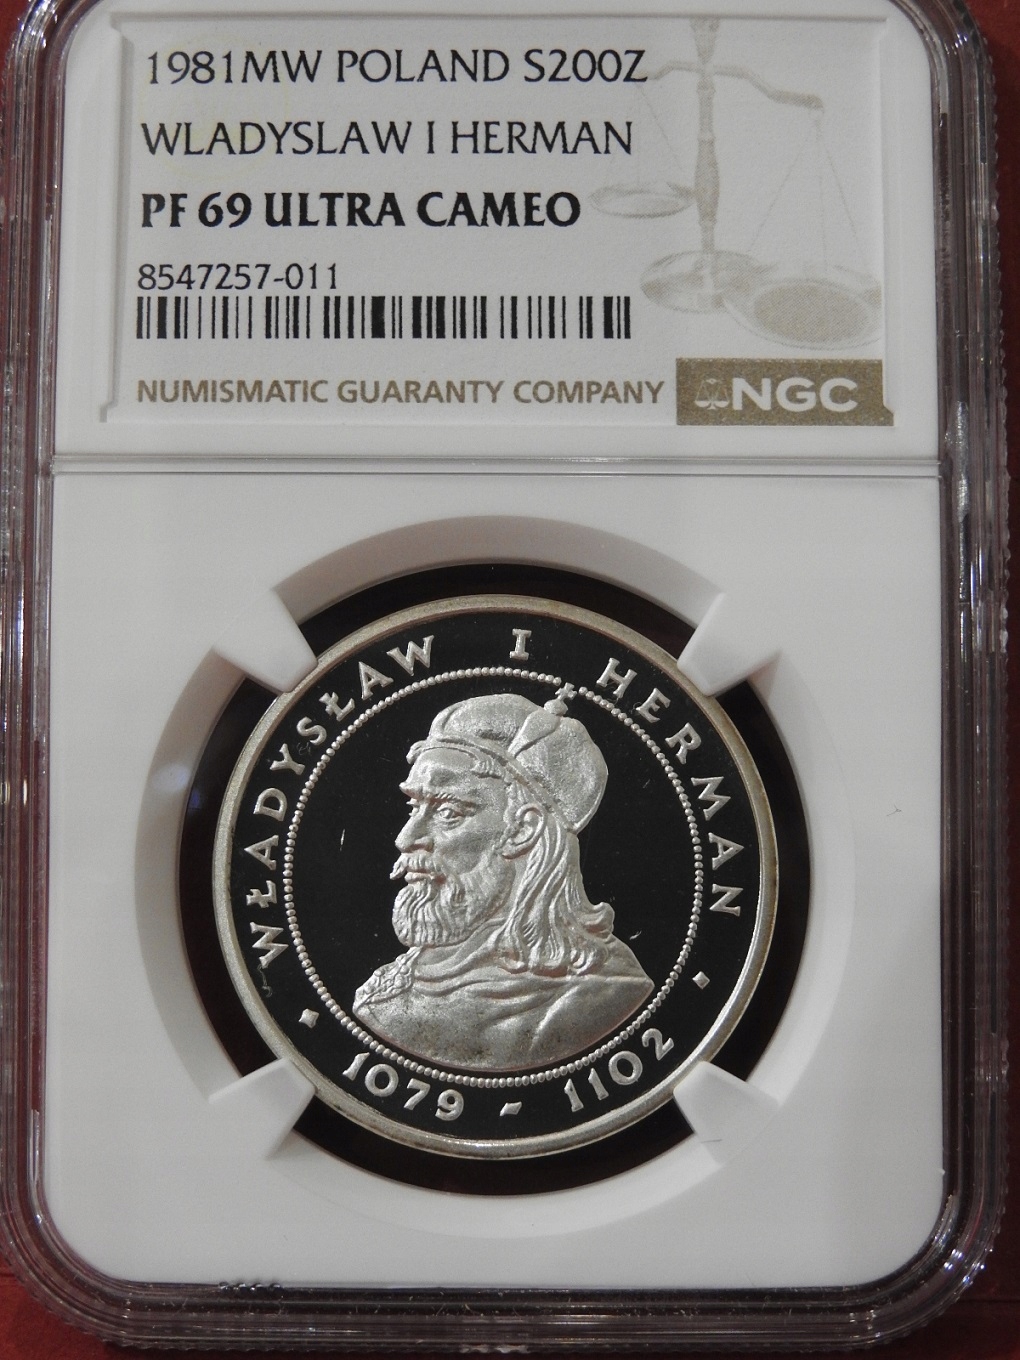 1981MW POLAND S200Z
WLADYSLAW I HERMAN
PF 69 ULTRA CAMEO
8547257-011
NUMISMATIC GUARANTY COMPANY NGC
WŁADYSŁAW I HERMAN
1079 - 1102